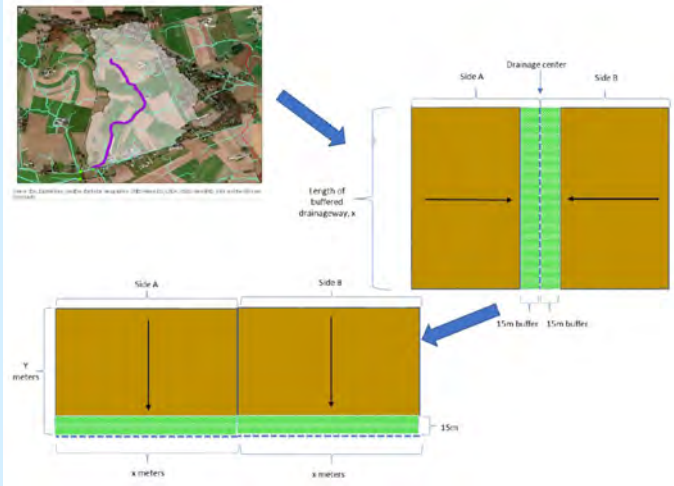 Drainage center
Side A
Side B
Length of
buffered
drainageway, x
15m buffer
15m buffer
Side A
Side B
Y
meters
15m
x meters
x meters